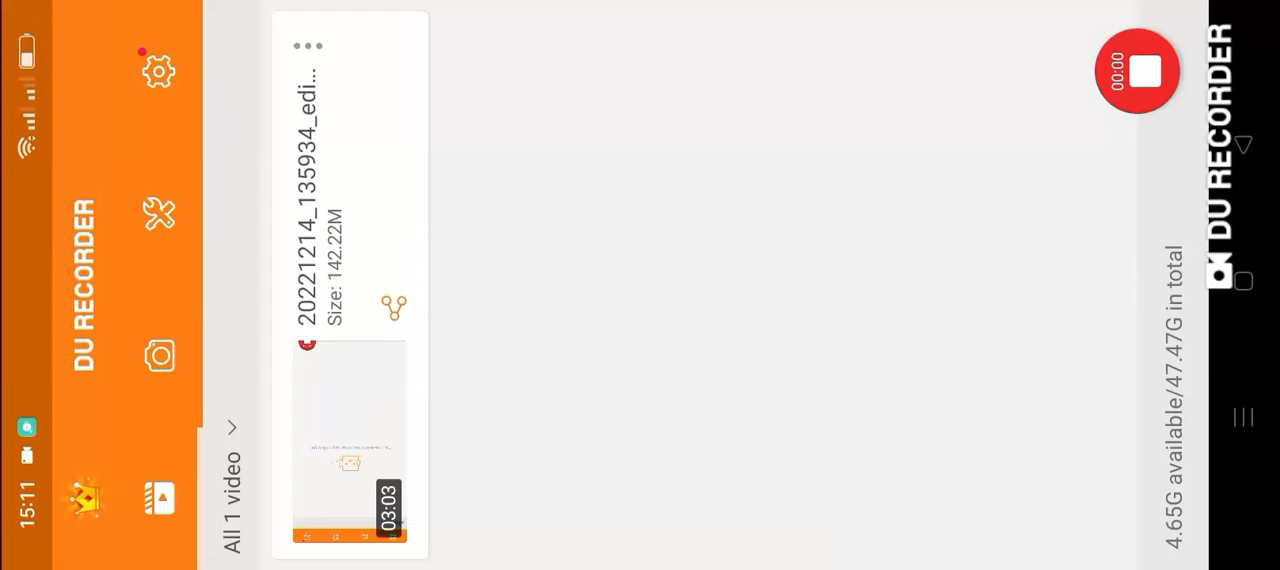 15:11
DU RECORDER
All 1 video
20221214_135934_edi...
Size: 142.22M
03:03
00:00
4.65G available/47.47G in total
DU RECORDER